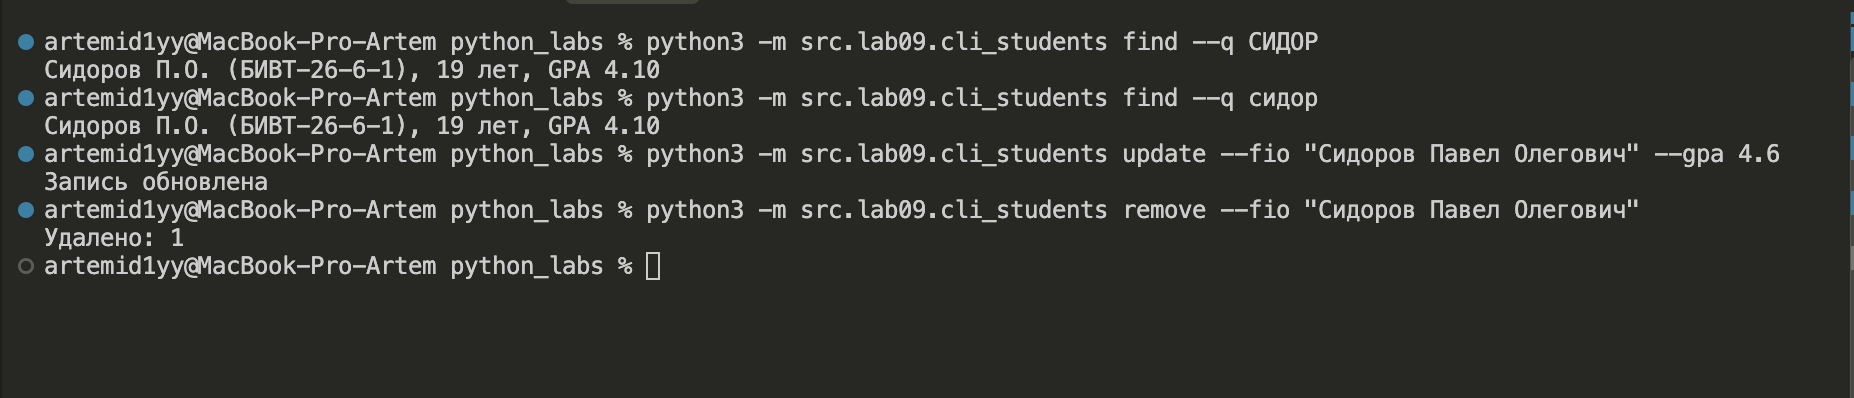 artemid1yy@MacBook-Pro-Artem python_labs % python3 -m src.lab09.cli_students find --q СИДОР
Сидоров П.О. (БИВТ-26-6-1), 19 лет, GPA 4.10
artemid1yy@MacBook-Pro-Artem python_labs % python3 -m src.lab09.cli_students find --q сидор
Сидоров П.О. (БИВТ-26-6-1), 19 лет, GPA 4.10
artemid1yy@MacBook-Pro-Artem python_labs % python3 -m src.lab09.cli_students update --fio "Сидоров Павел Олегович" --gpa 4.6
Запись обновлена
artemid1yy@MacBook-Pro-Artem python_labs % python3 -m src.lab09.cli_students remove --fio "Сидоров Павел Олегович"
Удалено: 1
artemid1yy@MacBook-Pro-Artem python_labs %